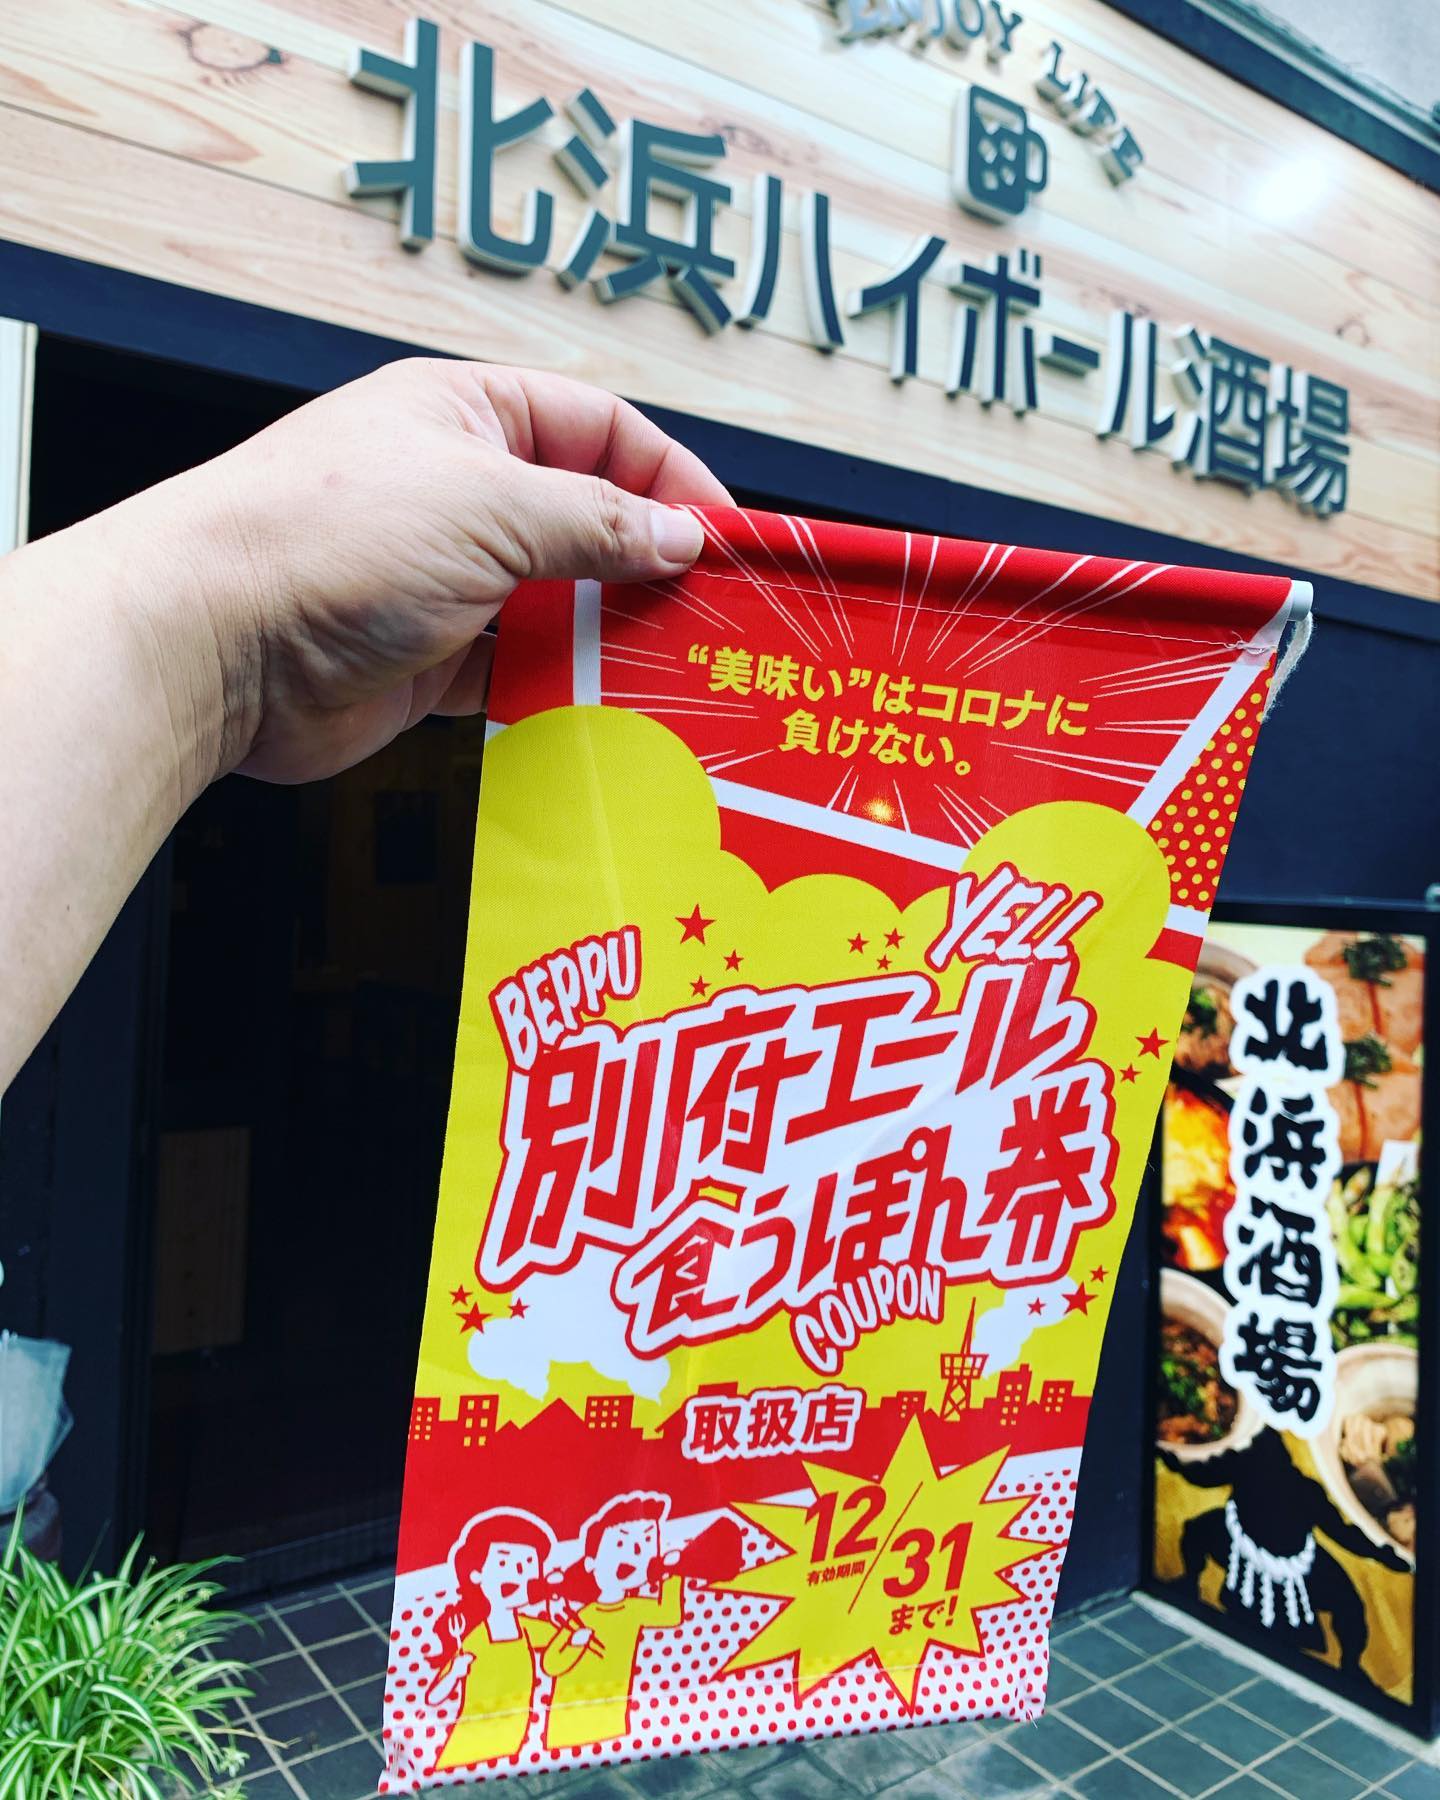 ENJOY LIFE
北浜ハイボール酒場
“美味い”はコロナに
負けない。
BEPPU
YELL
別府エール
食うぽん券
COUPON
取扱店
12/31
有効期間
まで!
北浜酒場